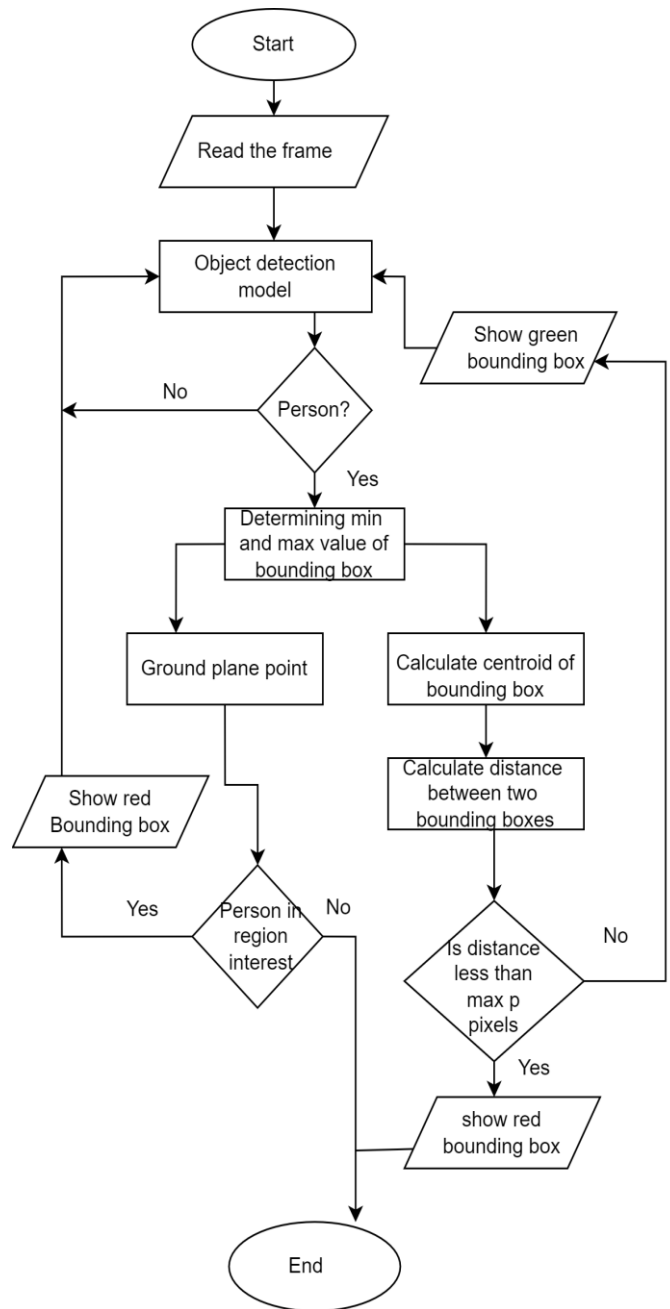 Start
Read the frame
Object detection
model
Show green
bounding box
No
Person?
Yes
Determining min
and max value of
bounding box
Ground plane point
Calculate centroid of
bounding box
Calculate distance
between two
bounding boxes
Show red
Bounding box
Yes
Person in
region
interest
No
Is distance
less than
max p
pixels
No
Yes
show red
bounding box
End